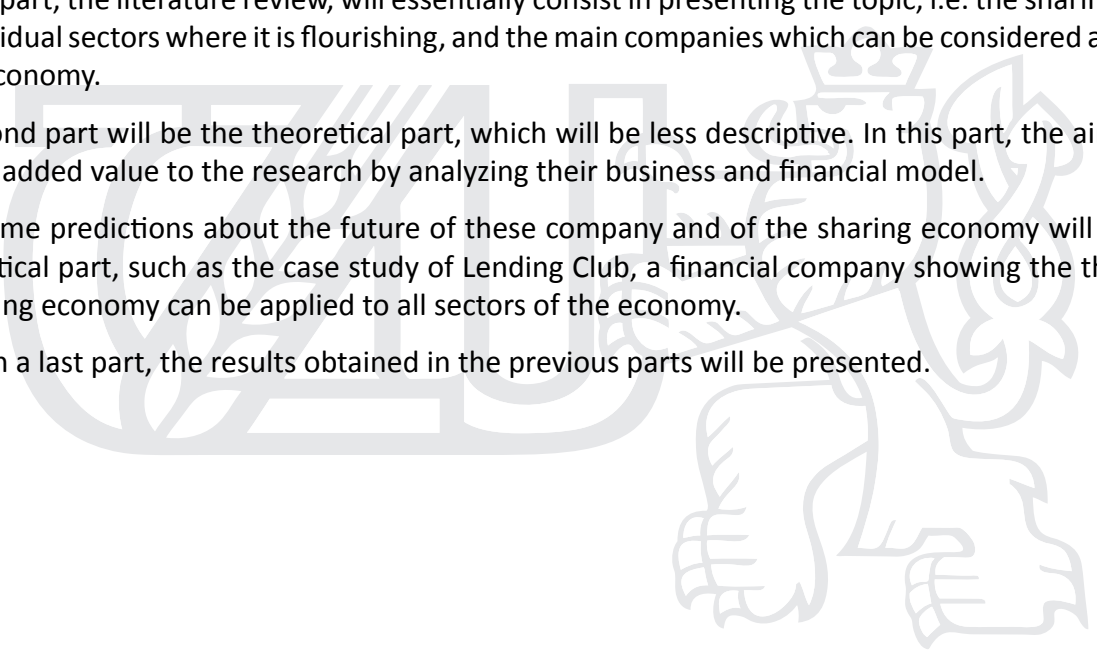 part, the literature review, will essentially consist in presenting the topic, i.e. the sharin
idual sectors where it is flourishing, and the main companies which can be considered a
conomy.
ond part will be the theoretical part, which will be less descriptive. In this part, the ai
added value to the research by analyzing their business and financial model.
me predictions about the future of these company and of the sharing economy will
tical part, such as the case study of Lending Club, a financial company showing the th
ng economy can be applied to all sectors of the economy.
n a last part, the results obtained in the previous parts will be presented.